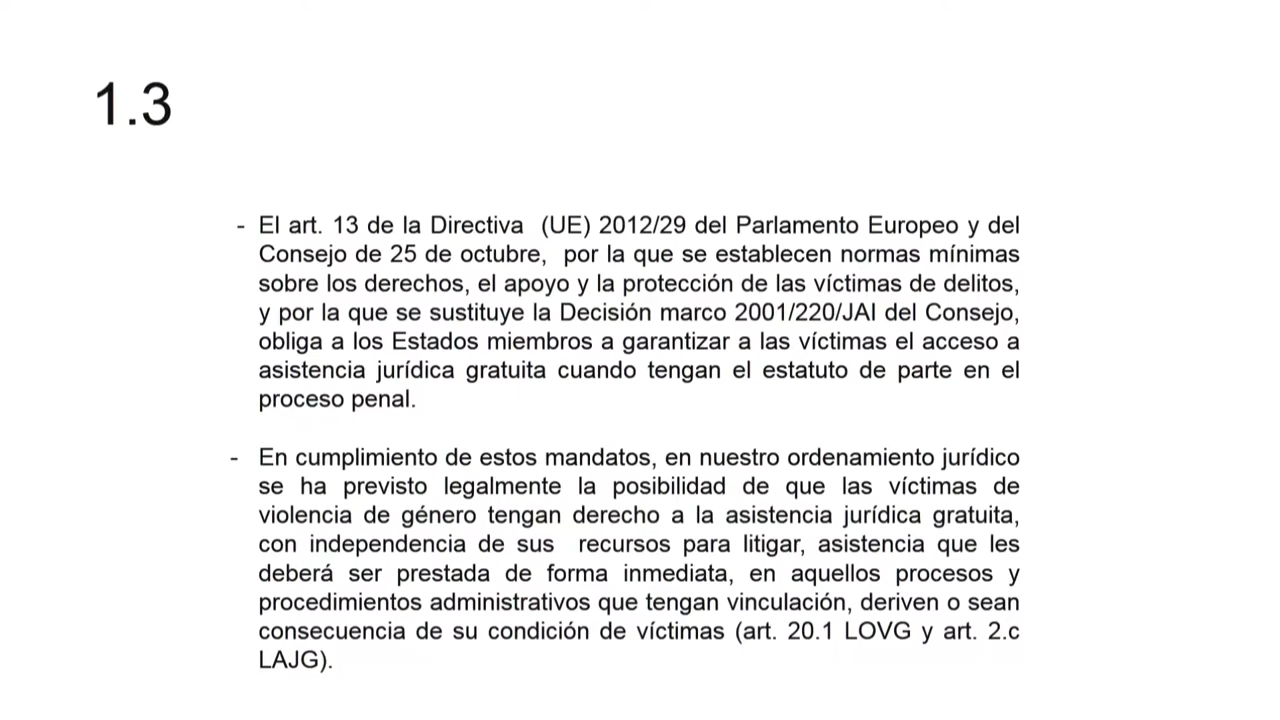 1.3
- El art. 13 de la Directiva (UE) 2012/29 del Parlamento Europeo y del
Consejo de 25 de octubre, por la que se establecen normas mínimas
sobre los derechos, el apoyo y la protección de las víctimas de delitos,
y por la que se sustituye la Decisión marco 2001/220/JAI del Consejo,
obliga a los Estados miembros a garantizar a las víctimas el acceso a
asistencia jurídica gratuita cuando tengan el estatuto de parte en el
proceso penal.
- En cumplimiento de estos mandatos, en nuestro ordenamiento jurídico
se ha previsto legalmente la posibilidad de que las víctimas de
violencia de género tengan derecho a la asistencia jurídica gratuita,
con independencia de sus recursos para litigar, asistencia que les
deberá ser prestada de forma inmediata, en aquellos procesos y
procedimientos administrativos que tengan vinculación, deriven o sean
consecuencia de su condición de víctimas (art. 20.1 LOVG y art. 2.c
LAJG).